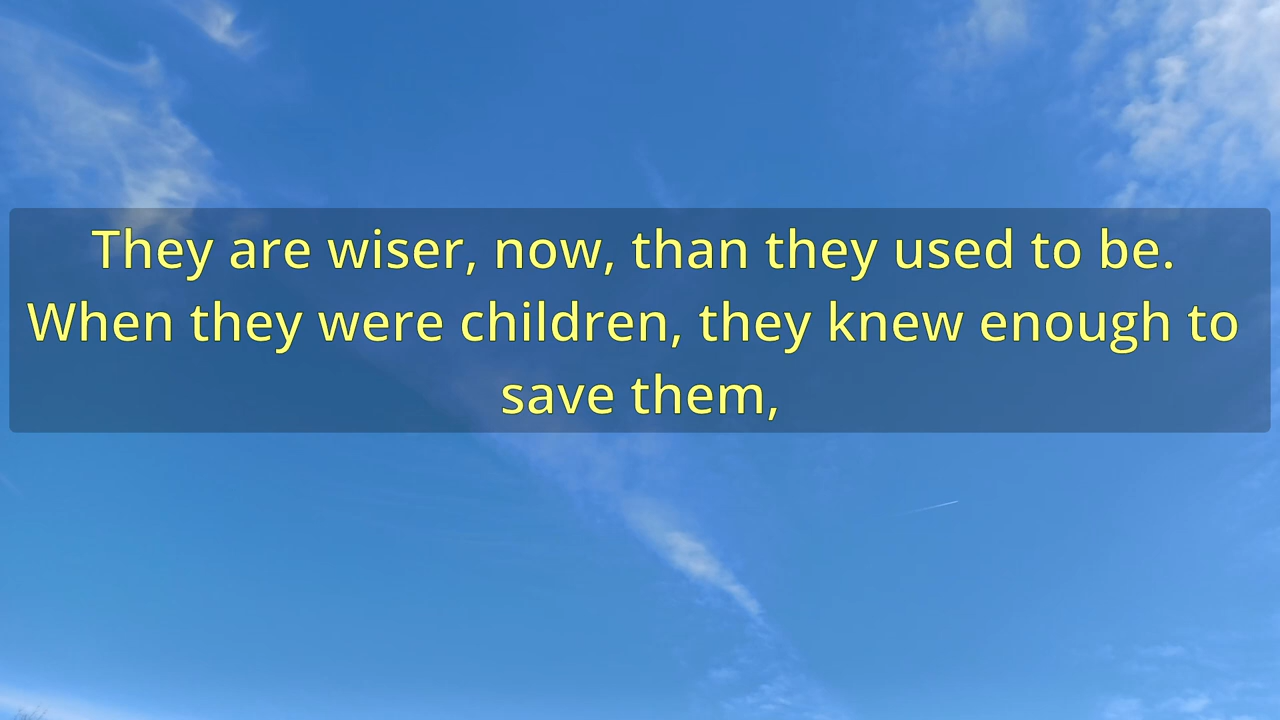 They are wiser, now, than they used to be.
When they were children, they knew enough to
save them,